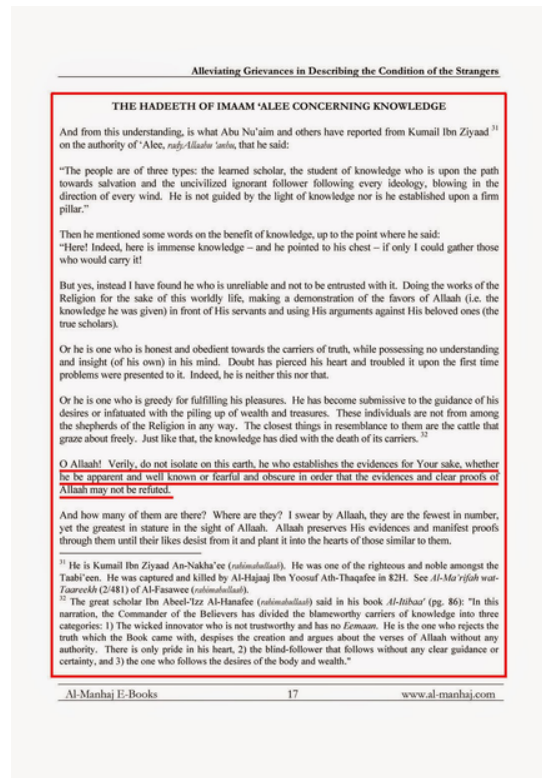 Alleviating Grievances in Describing the Condition of the Strangers
THE HADEETH OF IMAAM ‘ALEE CONCERNING KNOWLEDGE
And from this understanding, is what Abu Nu’aim and others have reported from Kumail Ibn Ziyaad 31
on the authority of ‘Alee, radyAllaahu ‘anhu, that he said:
“The people are of three types: the learned scholar, the student of knowledge who is upon the path
towards salvation and the uncivilized ignorant follower following every ideology, blowing in the
direction of every wind. He is not guided by the light of knowledge nor is he established upon a firm
pillar.”
Then he mentioned some words on the benefit of knowledge, up to the point where he said:
“Here! Indeed, here is immense knowledge – and he pointed to his chest – if only I could gather those
who would carry it!
But yes, instead I have found he who is unreliable and not to be entrusted with it. Doing the works of the
Religion for the sake of this worldly life, making a demonstration of the favors of Allaah (i.e. the
knowledge he was given) in front of His servants and using His arguments against His beloved ones (the
true scholars).
Or he is one who is honest and obedient towards the carriers of truth, while possessing no understanding
and insight (of his own) in his mind. Doubt has pierced his heart and troubled it upon the first time
problems were presented to it. Indeed, he is neither this nor that.
Or he is one who is greedy for fulfilling his pleasures. He has become submissive to the guidance of his
desires or infatuated with the piling up of wealth and treasures. These individuals are not from among
the shepherds of the Religion in any way. The closest things in resemblance to them are the cattle that
graze about freely. Just like that, the knowledge has died with the death of its carriers. 32
O Allaah! Verily, do not isolate on this earth, he who establishes the evidences for Your sake, whether
he be apparent and well known or fearful and obscure in order that the evidences and clear proofs of
Allaah may not be refuted.
And how many of them are there? Where are they? I swear by Allaah, they are the fewest in number,
yet the greatest in stature in the sight of Allaah. Allaah preserves His evidences and manifest proofs
through them until their likes desist from it and plant it into the hearts of those similar to them.
31 He is Kumail Ibn Ziyaad An-Nakha’ee (rahimahullaah). He was one of the righteous and noble amongst the
Taabi’een. He was captured and killed by Al-Hajaaj Ibn Yoosuf Ath-Thaqafee in 82H. See Al-Ma’rifah wat-
Taareekh (2/481) of Al-Fasawee (rahimahullaah).
32 The great scholar Ibn Abeel-‘Izz Al-Hanafee (rahimahullaah) said in his book Al-Itibaa’ (pg. 86): "In this
narration, the Commander of the Believers has divided the blameworthy carriers of knowledge into three
categories: 1) The wicked innovator who is not trustworthy and has no Eemaan. He is the one who rejects the
truth which the Book came with, despises the creation and argues about the verses of Allaah without any
authority. There is only pride in his heart, 2) the blind-follower that follows without any clear guidance or
certainty, and 3) the one who follows the desires of the body and wealth."
Al-Manhaj E-Books 17 www.al-manhaj.com